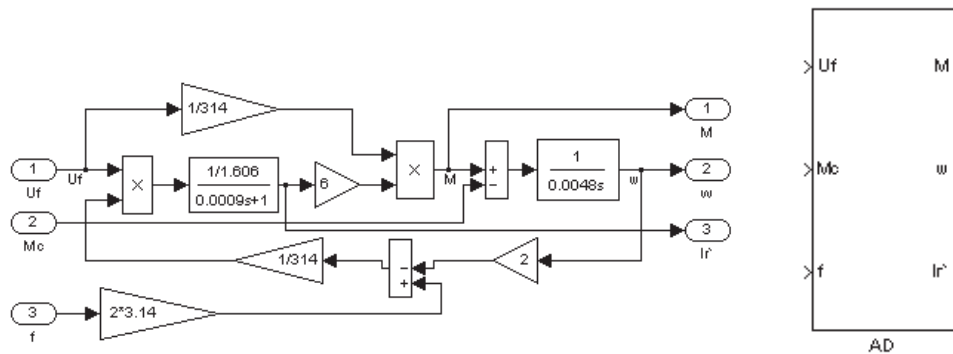 1/314
1
M
1
Uf
Uf
×
1/1.606
0.0009s+1
6
×
M
+
−
1
0.0048s
w
2
w
2
Mc
3
Ir`
1/314
−
+
2
3
f
2*3.14
Uf
M
Mc
w
f
Ir`
AD